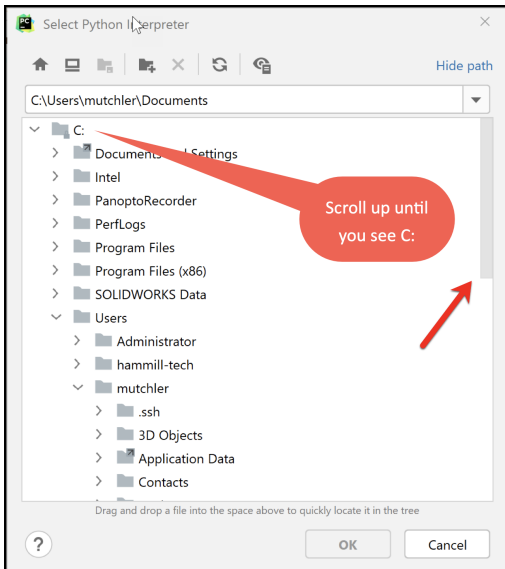 PC Select Python Interpreter
Hide path
C:\Users\mutchler\Documents
C:
Documents and Settings
Intel
PanoptoRecorder
PerfLogs
Program Files
Program Files (x86)
SOLIDWORKS Data
Users
Administrator
hammill-tech
mutchler
.ssh
3D Objects
Application Data
Contacts
Scroll up until
you see C:
Drag and drop a file into the space above to quickly locate it in the tree
? OK Cancel